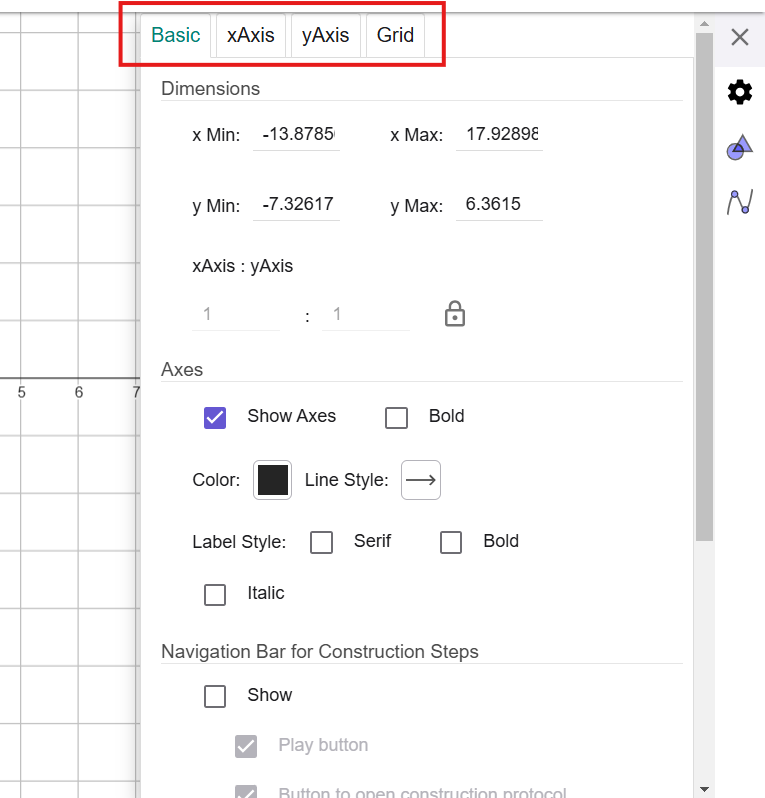 Basic xAxis yAxis Grid
Dimensions
x Min: -13.8785 x Max: 17.92898
y Min: -7.32617 y Max: 6.3615
xAxis : yAxis
1 : 1
Axes
5 6 7
Show Axes Bold
Color: Line Style:
Label Style: Serif Bold
Italic
Navigation Bar for Construction Steps
Show
Play button
Button to open construction protocol